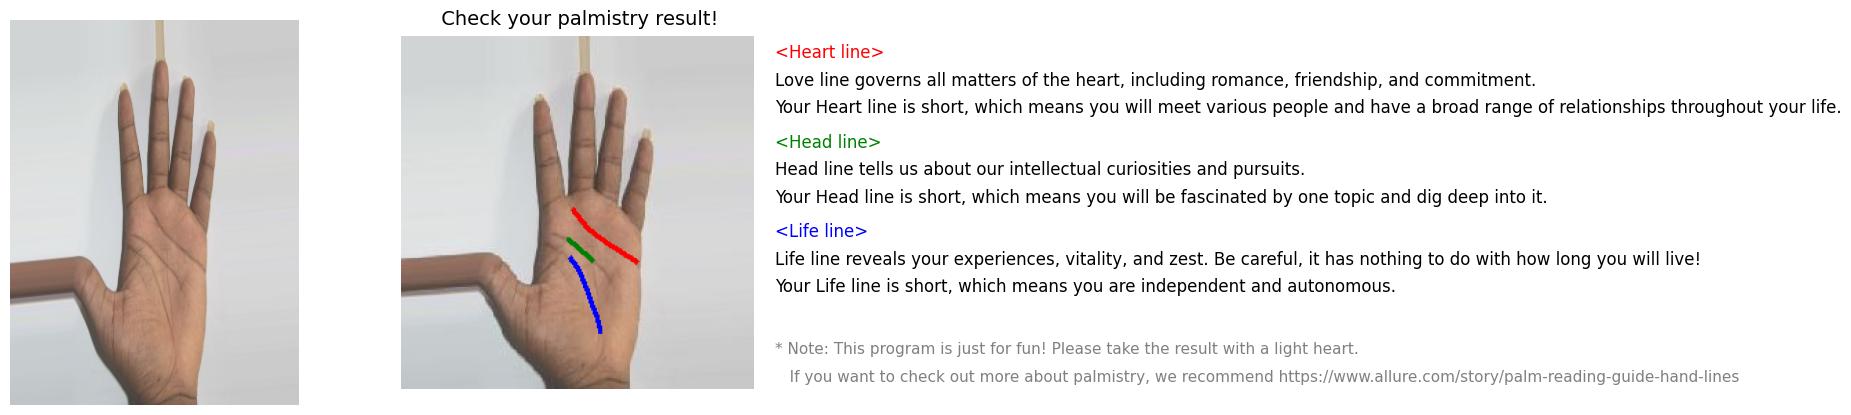 Check your palmistry result!
<Heart line>
Love line governs all matters of the heart, including romance, friendship, and commitment.
Your Heart line is short, which means you will meet various people and have a broad range of relationships throughout your life.
<Head line>
Head line tells us about our intellectual curiosities and pursuits.
Your Head line is short, which means you will be fascinated by one topic and dig deep into it.
<Life line>
Life line reveals your experiences, vitality, and zest. Be careful, it has nothing to do with how long you will live!
Your Life line is short, which means you are independent and autonomous.
* Note: This program is just for fun! Please take the result with a light heart.
If you want to check out more about palmistry, we recommend https://www.allure.com/story/palm-reading-guide-hand-lines